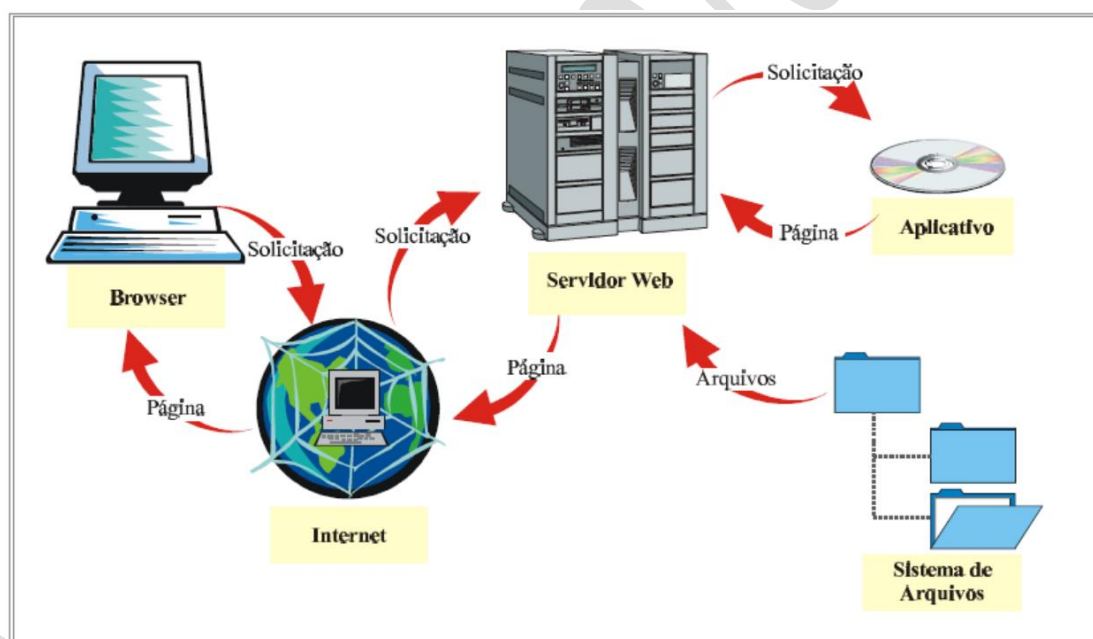 Solicitação
Solicitação
Solicitação
Página
Aplicativo
Servidor Web
Browser
Página
Página
Arquivos
Internet
Sistema de
Arquivos